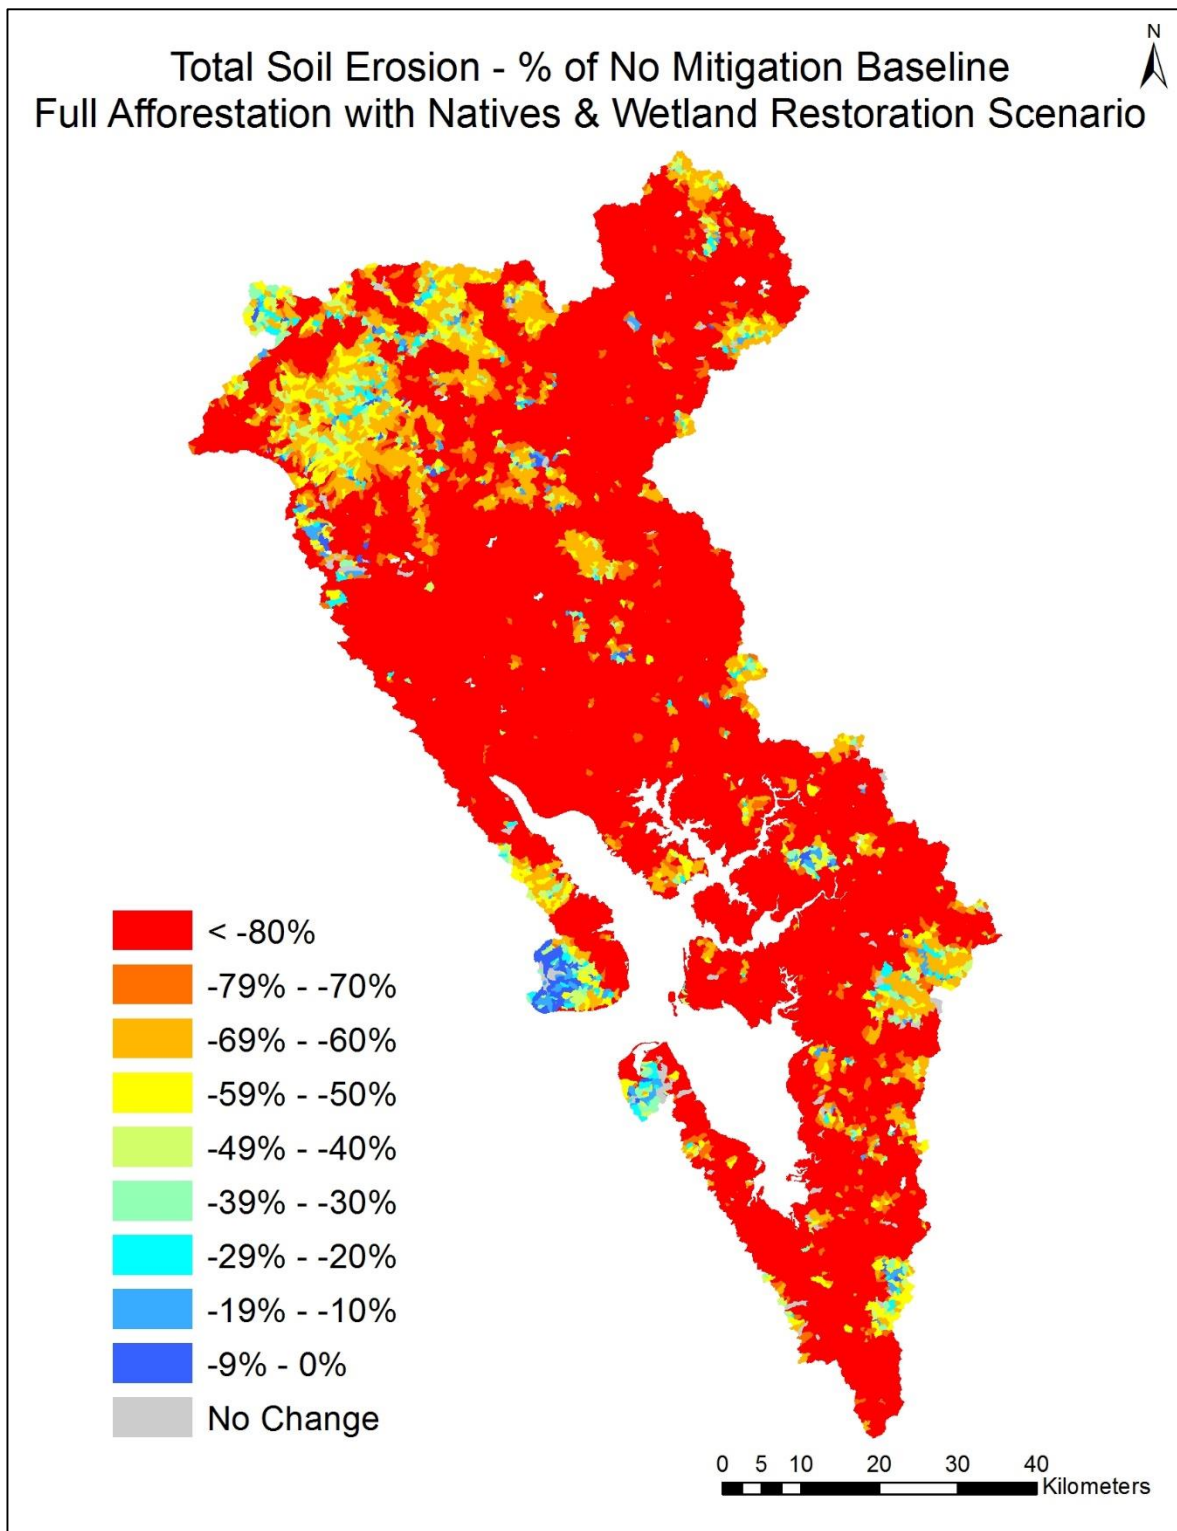 N
Total Soil Erosion - % of No Mitigation Baseline
Full Afforestation with Natives & Wetland Restoration Scenario
< -80%
-79% - -70%
-69% - -60%
-59% - -50%
-49% - -40%
-39% - -30%
-29% - -20%
-19% - -10%
-9% - 0%
No Change
0 5 10 20 30 40
Kilometers